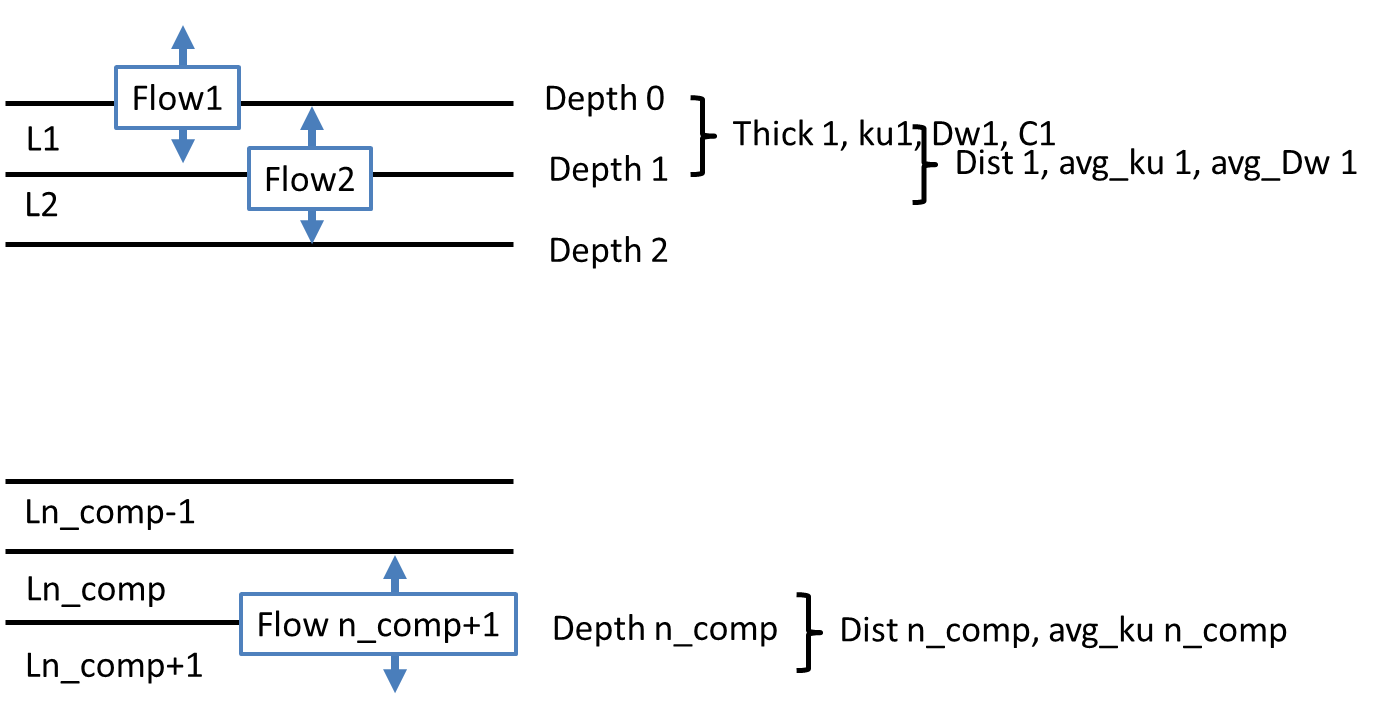 Flow1
Depth 0
L1
Thick 1, ku1, Dw1, C1
Dist 1, avg_ku 1, avg_Dw 1
Depth 1
Flow2
L2
Depth 2
Ln_comp-1
Ln_comp
Flow n_comp+1
Depth n_comp
Dist n_comp, avg_ku n_comp
Ln_comp+1